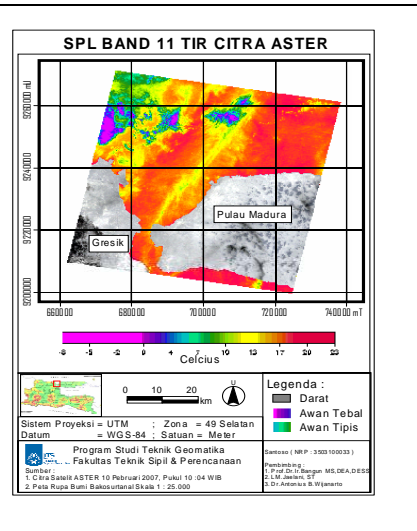 SPL BAND 11 TIR CITRA ASTER
9260000 mU
9240000
9220000
9200000
Pulau Madura
Gresik
660000 680000 700000 720000 740000 mT
-8 -5 -2 0 4 7 10 13 17 20 23
Celcius
0 10 20 km
U
Legenda :
Darat
Awan Tebal
Awan Tipis
Sistem Proyeksi = UTM ; Zona = 49 Selatan
Datum = WGS-84 ; Satuan = Meter
Program Studi Teknik Geomatika
Fakultas Teknik Sipil & Perencanaan
Sumber :
1. Citra Satelit ASTER 10 Pebruari 2007, Pukul 10 :04 WIB
2. Peta Rupa Bumi Bakosurtanal Skala 1 : 25.000
Santoso ( NRP : 3503100033 )
Pembimbing :
1. Prof.Dr.Ir.Bangun MS,DEA,DESS
2. L.M.Jaelani, ST
3. Dr.Antonius B.Wijanarto